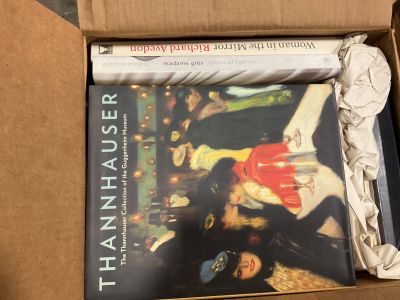 Woman in the Mirror Richard Avedon
madame grès
THANNHAUSER
The Thannhauser Collection of the Guggenheim Museum